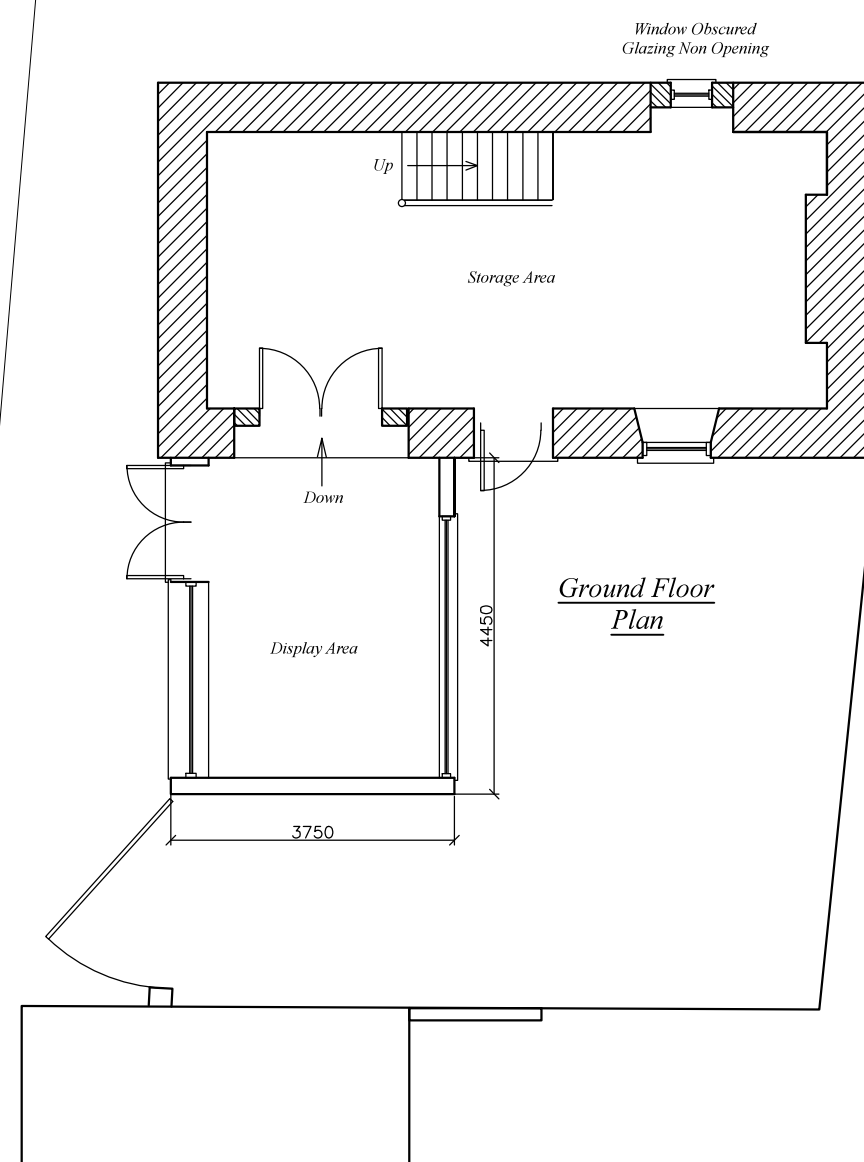 Window Obscured
Glazing Non Opening
Up
Storage Area
Down
Ground Floor
Plan
4450
Display Area
3750